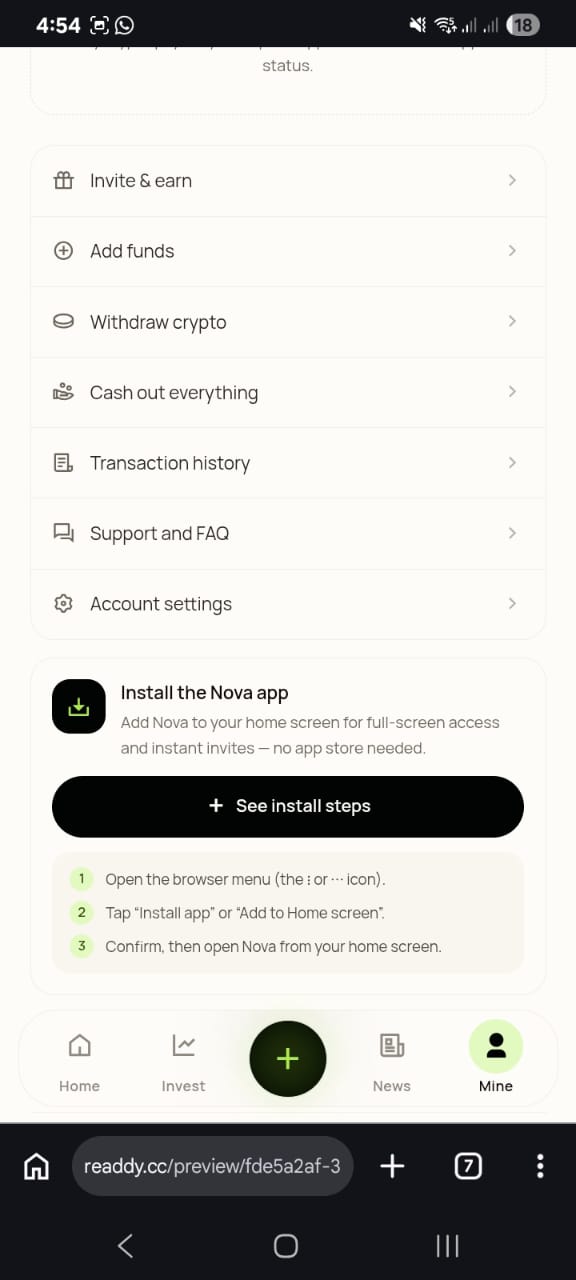 4:54
18
status.
Invite & earn
Add funds
Withdraw crypto
Cash out everything
Transaction history
Support and FAQ
Account settings
Install the Nova app
Add Nova to your home screen for full-screen access
and instant invites — no app store needed.
+ See install steps
1 Open the browser menu (the ⋮ or ··· icon).
2 Tap “Install app” or “Add to Home screen”.
3 Confirm, then open Nova from your home screen.
Home Invest + News Mine
readdy.cc/preview/fde5a2af-3
7